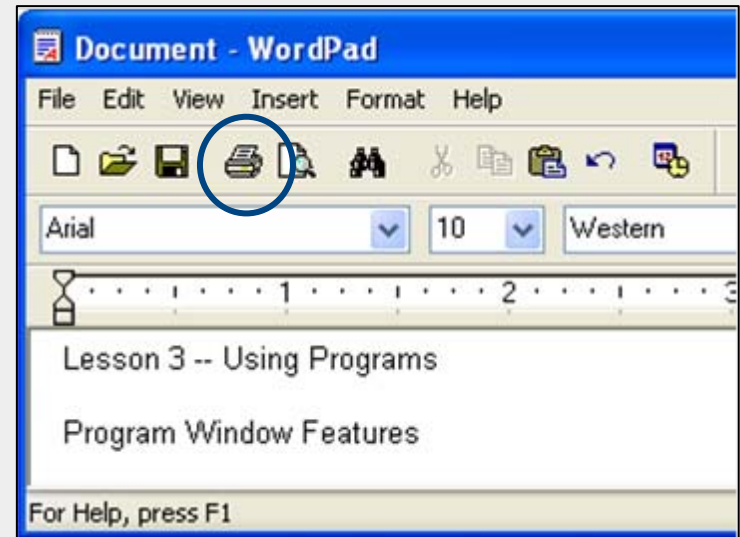 Document - WordPad
File Edit View Insert Format Help
Arial 10 Western
1 2 3
Lesson 3 -- Using Programs
Program Window Features
For Help, press F1